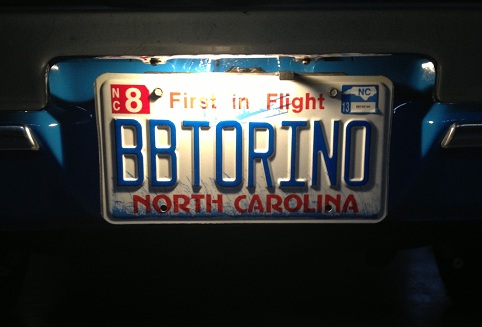 NC 8 First in Flight NC 13
BBTORINO
NORTH CAROLINA